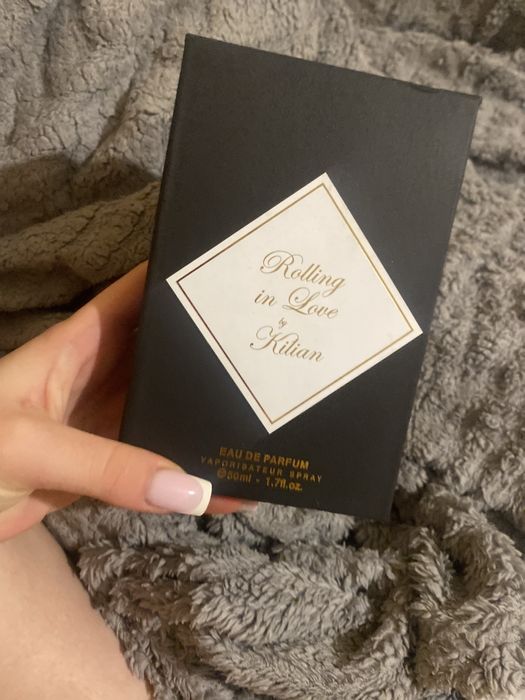 Rolling
in Love
by
Kilian
EAU DE PARFUM
VAPORISATEUR SPRAY
℮50ml - 1,7fl.oz.